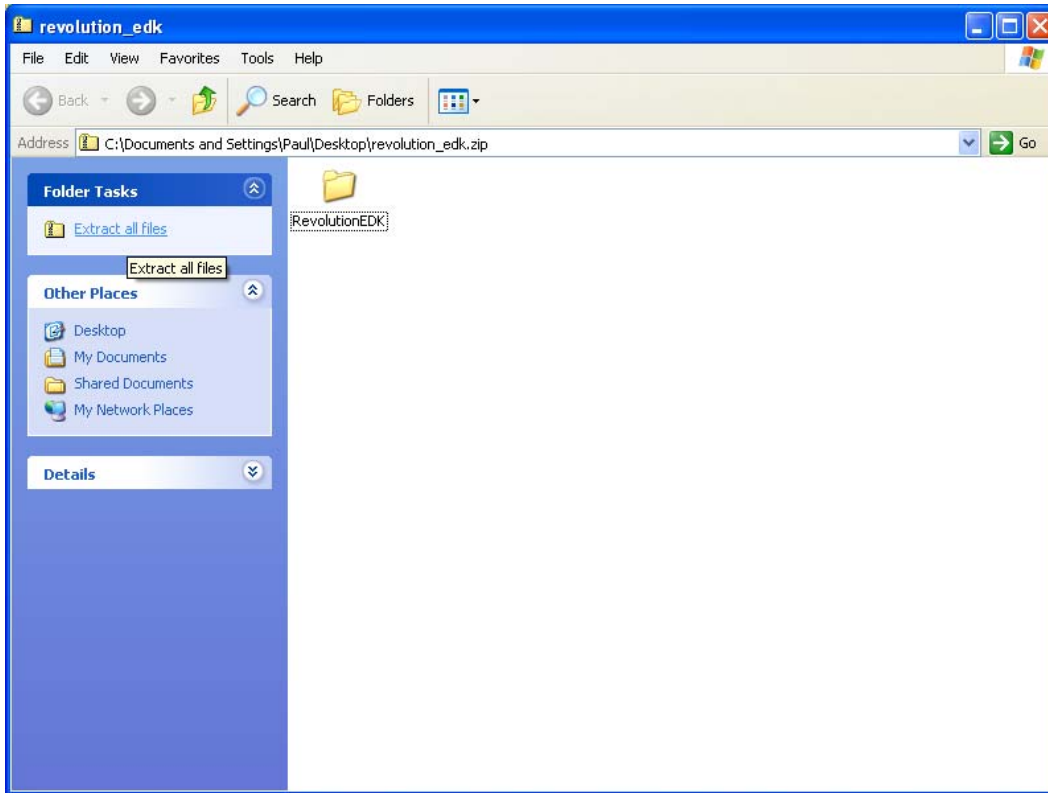 revolution_edk
File Edit View Favorites Tools Help
Back Search Folders
Address C:\Documents and Settings\Paul\Desktop\revolution_edk.zip Go
Folder Tasks
Extract all files
Extract all files
RevolutionEDK
Other Places
Desktop
My Documents
Shared Documents
My Network Places
Details